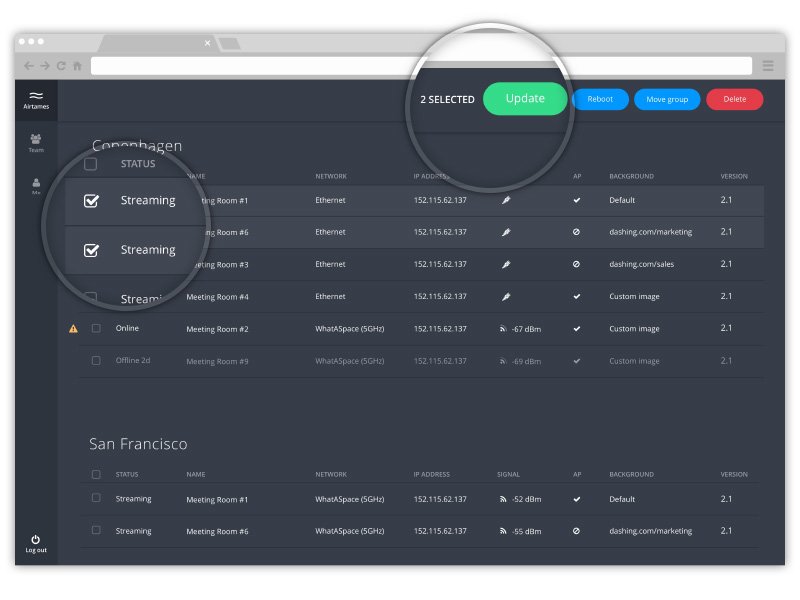 2 SELECTED Update Reboot Move group Delete
Airtames
Team
Me
Copenhagen
STATUS NAME NETWORK IP ADDRESS AP BACKGROUND VERSION
Streaming Meeting Room #1 Ethernet 152.115.62.137 Default 2.1
Streaming Room #6 Ethernet 152.115.62.137 dashing.com/marketing 2.1
Meeting Room #3 Ethernet 152.115.62.137 dashing.com/sales 2.1
Streami Meeting Room #4 Ethernet 152.115.62.137 Custom image 2.1
Online Meeting Room #2 WhatASpace (5GHz) 152.115.62.137 -67 dBm Custom image 2.1
Offline 2d Meeting Room #9 WhatASpace (5GHz) 152.115.62.137 -69 dBm Custom image 2.1
San Francisco
STATUS NAME NETWORK IP ADDRESS SIGNAL AP BACKGROUND VERSION
Streaming Meeting Room #1 WhatASpace (5GHz) 152.115.62.137 -52 dBm Default 2.1
Streaming Meeting Room #6 WhatASpace (5GHz) 152.115.62.137 -55 dBm dashing.com/marketing 2.1
Log out